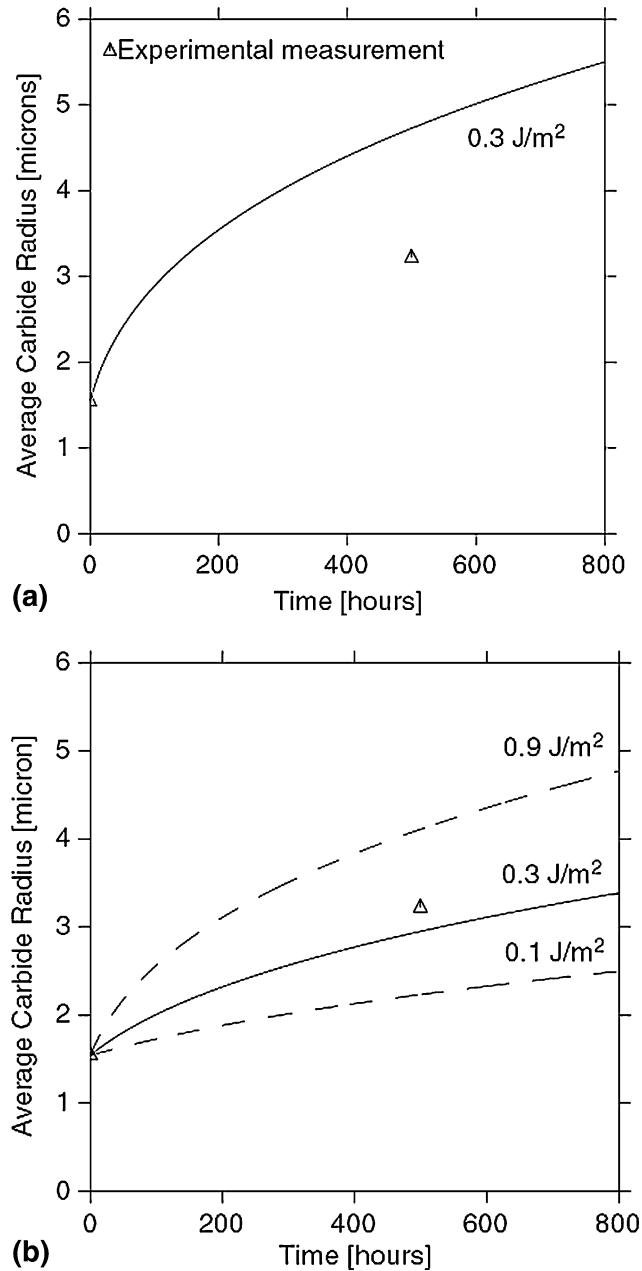 6
△Experimental measurement
5
0.3 J/m²
4
3
2
1
0
Average Carbide Radius [microns]
0 200 400 600 800
Time [hours]
(a)
6
0.9 J/m²
5
4
0.3 J/m²
3
0.1 J/m²
2
1
0
Average Carbide Radius [micron]
0 200 400 600 800
Time [hours]
(b)